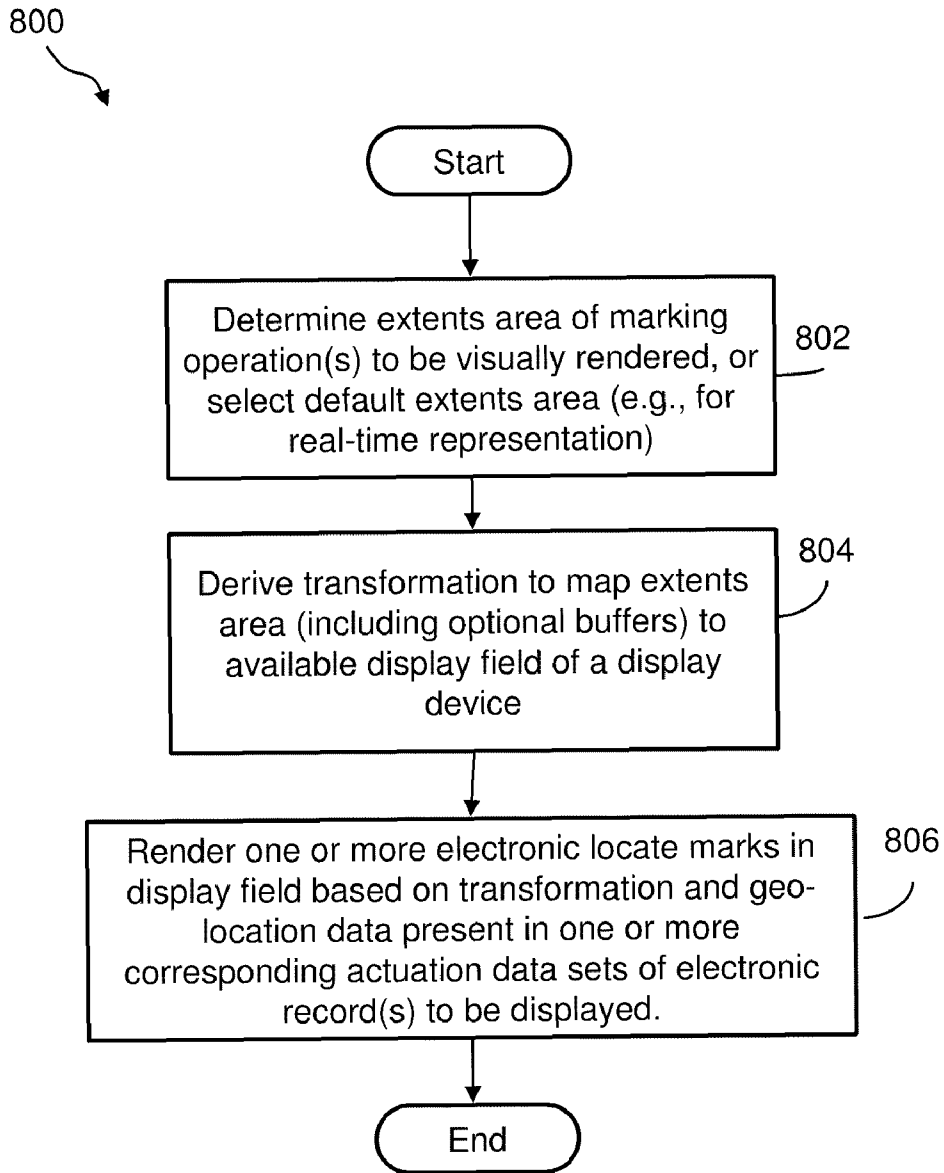 800
Start
Determine extents area of marking
operation(s) to be visually rendered, or
select default extents area (e.g., for
real-time representation)
802
Derive transformation to map extents
area (including optional buffers) to
available display field of a display
device
804
Render one or more electronic locate marks in
display field based on transformation and geo-
location data present in one or more
corresponding actuation data sets of electronic
record(s) to be displayed.
806
End